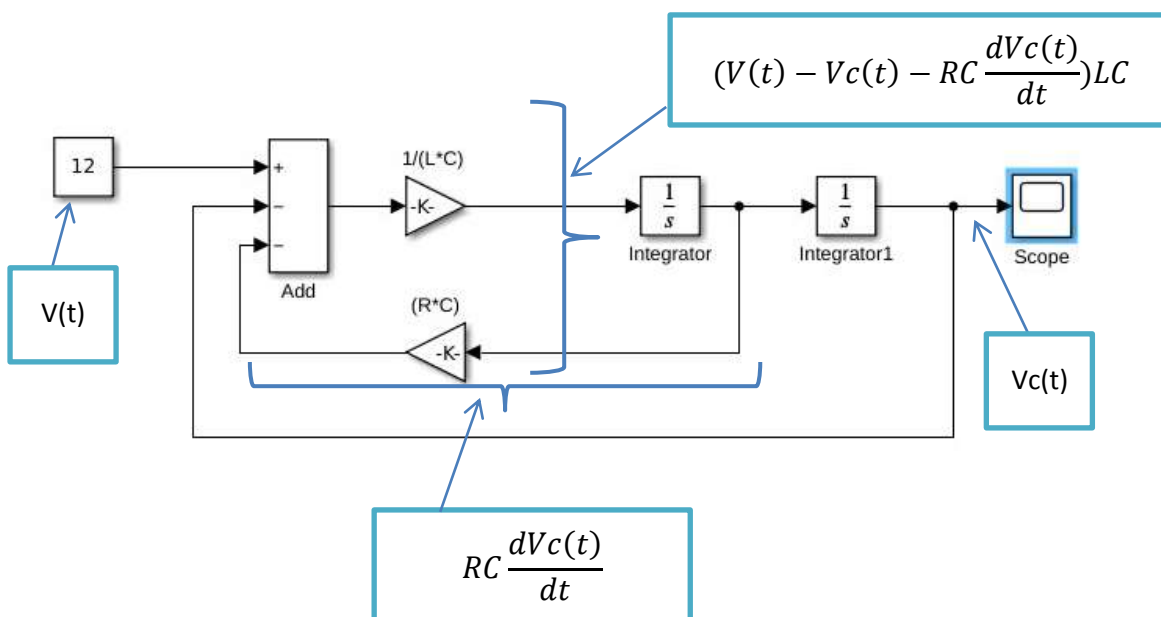 (V(t) − Vc(t) − RC dVc(t)/dt)LC
12
+
−
−
Add
1/(L*C)
-K-
1/s
Integrator
1/s
Integrator1
Scope
V(t)
(R*C)
-K-
Vc(t)
RC dVc(t)/dt